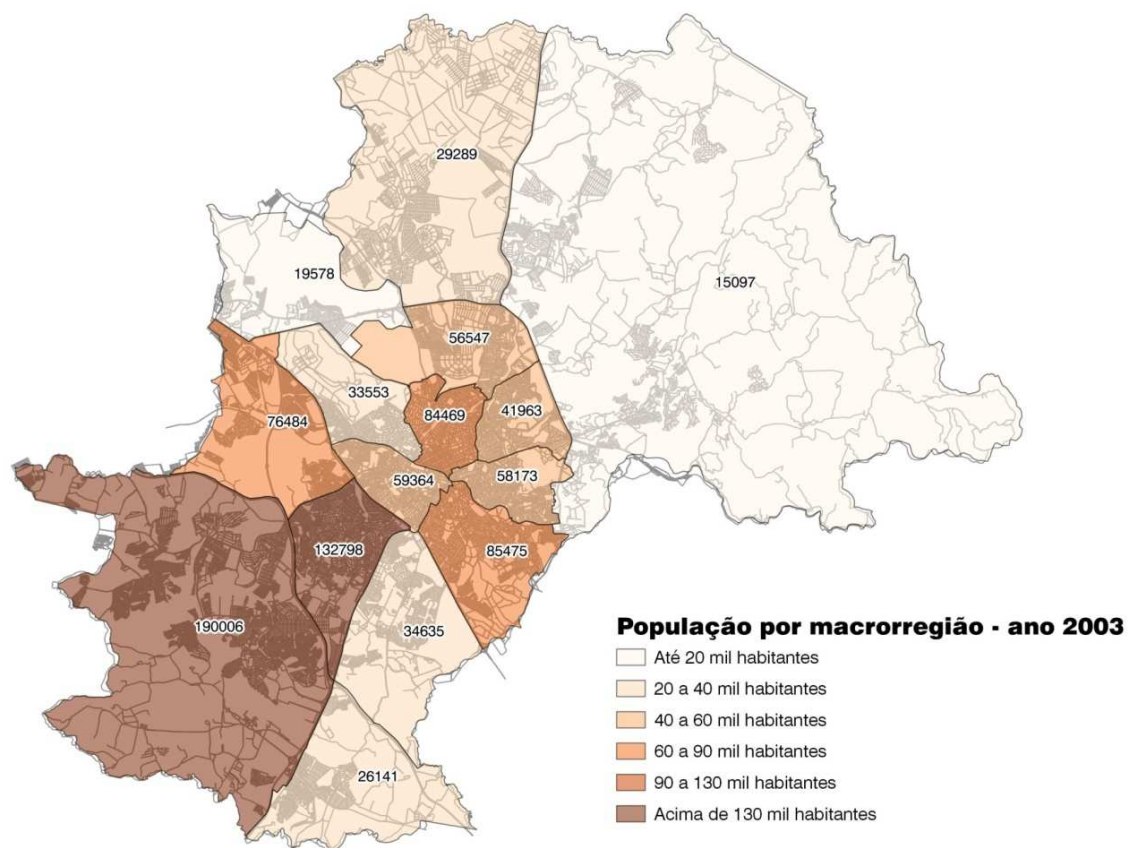 29289
19578
15097
56547
33553
84469
41963
76484
59364
58173
132798
85475
190006
34635
26141
População por macrorregião - ano 2003
Até 20 mil habitantes
20 a 40 mil habitantes
40 a 60 mil habitantes
60 a 90 mil habitantes
90 a 130 mil habitantes
Acima de 130 mil habitantes